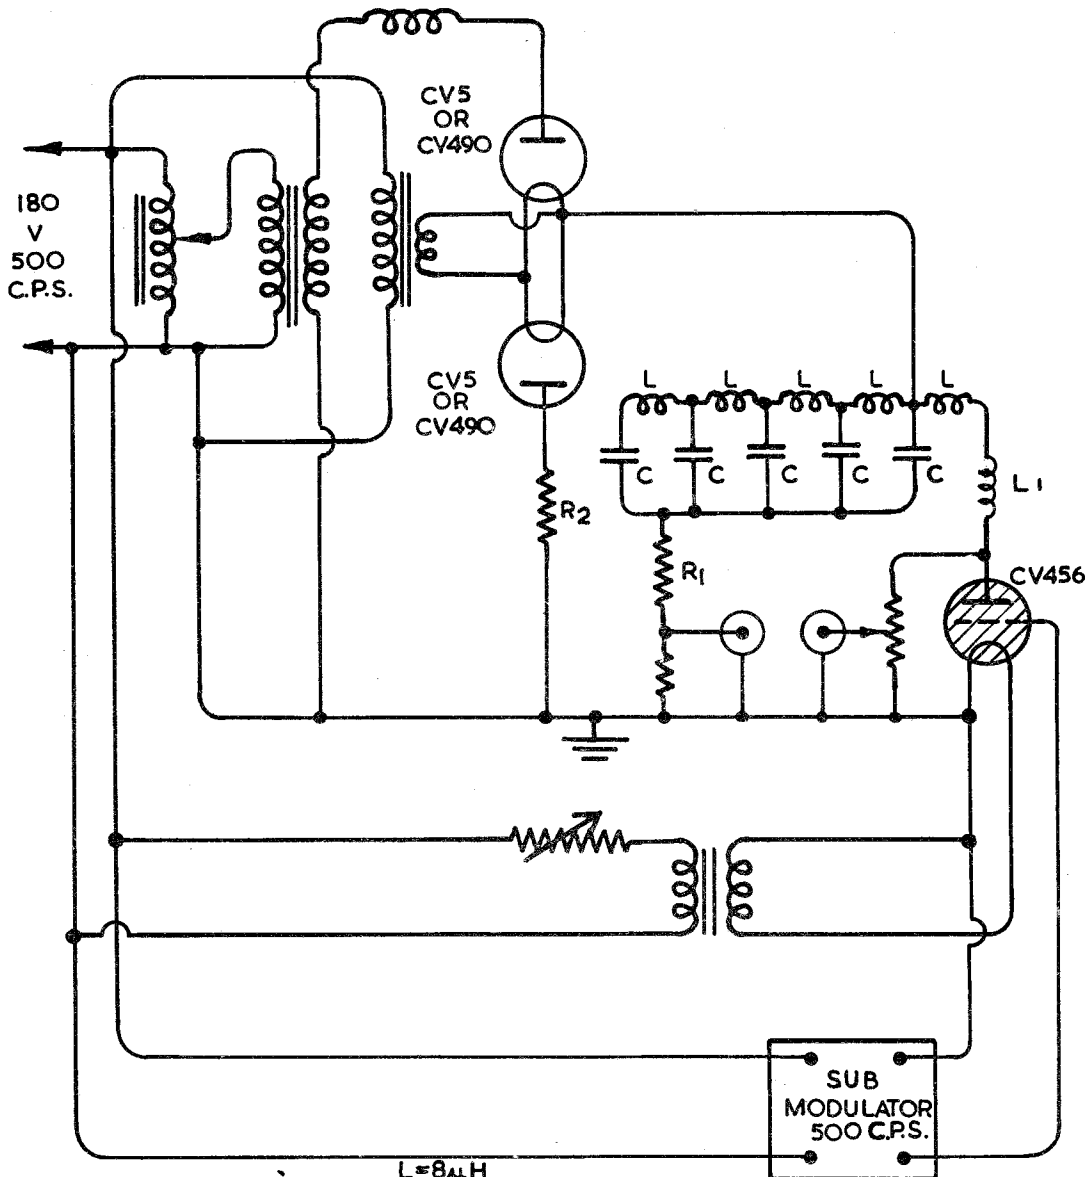 CV5
OR
CV490
180
V
500
C.P.S.
CV5
OR
CV490
R2
L L L L L
C C C C C
L1
R1
CV456
SUB
MODULATOR
500 C.P.S.
L=8μH